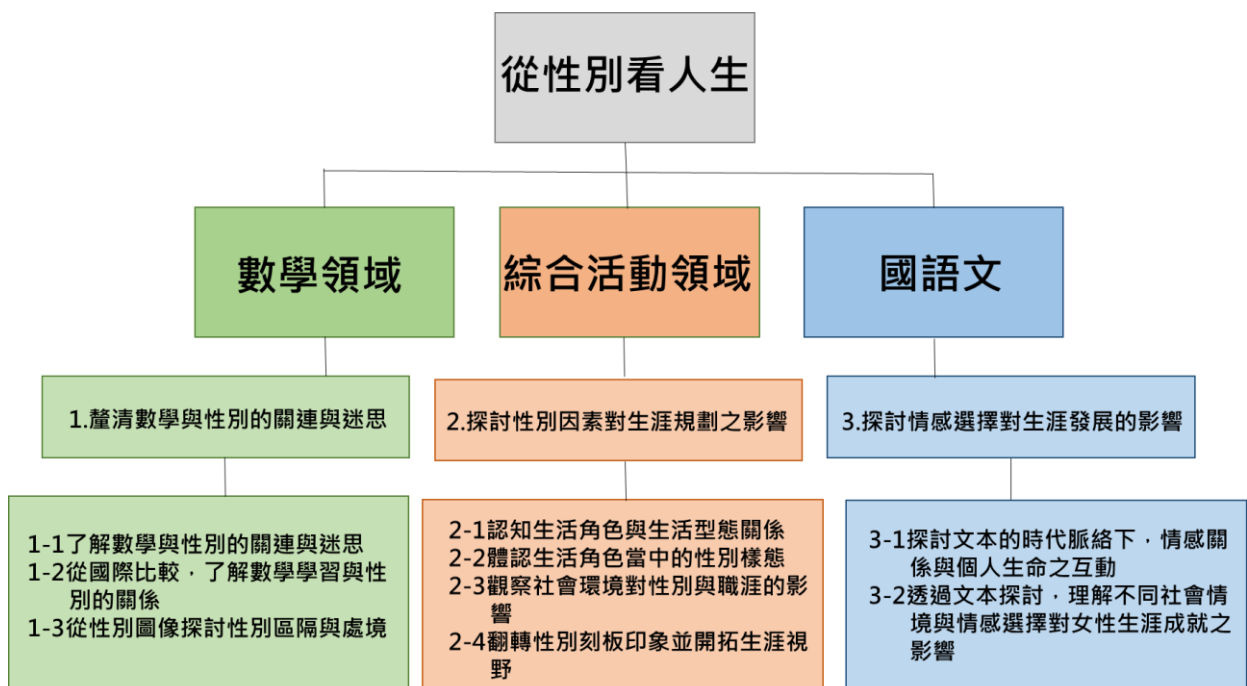 從性別看人生
數學領域
綜合活動領域
國語文
1.釐清數學與性別的關連與迷思
2.探討性別因素對生涯規劃之影響
3.探討情感選擇對生涯發展的影響
1-1了解數學與性別的關連與迷思
1-2從國際比較，了解數學學習與性
別的關係
1-3從性別圖像探討性別區隔與處境
2-1認知生活角色與生活型態關係
2-2體認生活角色當中的性別樣態
2-3觀察社會環境對性別與職涯的影
響
2-4翻轉性別刻板印象並開拓生涯視
野
3-1探討文本的時代脈絡下，情感關
係與個人生命之互動
3-2透過文本探討，理解不同社會情
境與情感選擇對女性生涯成就之
影響